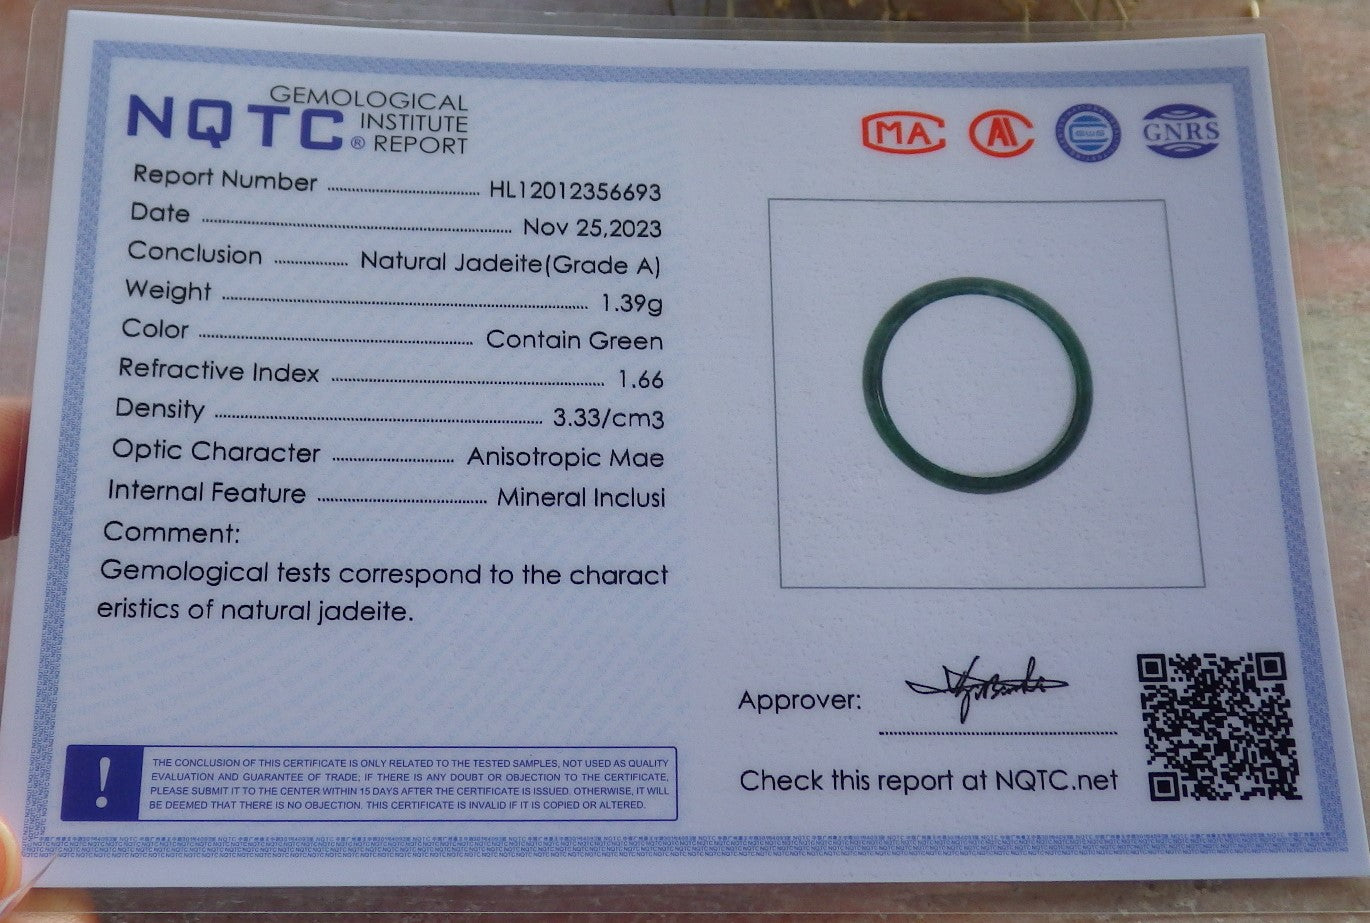 NQTC® GEMOLOGICAL
INSTITUTE
REPORT
Report Number HL12012356693
Date Nov 25,2023
Conclusion Natural Jadeite(Grade A)
Weight 1.39g
Color Contain Green
Refractive Index 1.66
Density 3.33/cm3
Optic Character Anisotropic Mae
Internal Feature Mineral Inclusi
Comment:
Gemological tests correspond to the charact
eristics of natural jadeite.
!
THE CONCLUSION OF THIS CERTIFICATE IS ONLY RELATED TO THE TESTED SAMPLES, NOT USED AS QUALITY
EVALUATION AND GUARANTEE OF TRADE; IF THERE IS ANY DOUBT OR OBJECTION TO THE CERTIFICATE,
PLEASE SUBMIT IT TO THE CENTER WITHIN 15 DAYS AFTER THE CERTIFICATE IS ISSUED. OTHERWISE, IT WILL
BE DEEMED THAT THERE IS NO OBJECTION. THIS CERTIFICATE IS INVALID IF IT IS COPIED OR ALTERED.
MA
GNRS
Approver:
Check this report at NQTC.net